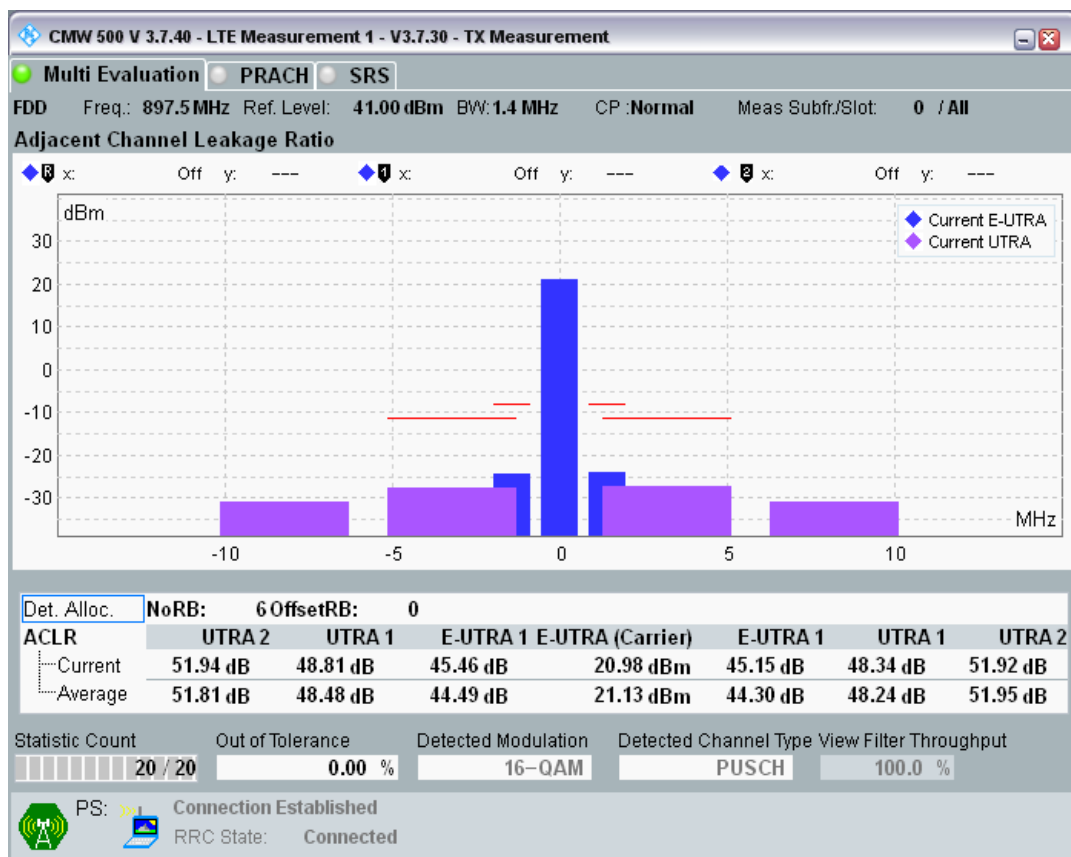 CMW 500 V 3.7.40 - LTE Measurement 1 - V3.7.30 - TX Measurement
Multi Evaluation PRACH SRS
FDD Freq.: 897.5 MHz Ref. Level: 41.00 dBm BW: 1.4 MHz CP :Normal Meas Subfr./Slot: 0 / All
Adjacent Channel Leakage Ratio
R x: Off y: --- 1 x: Off y: --- 2 x: Off y: ---
dBm
Current E-UTRA
Current UTRA
30
20
10
0
-10
-20
-30
MHz
-10 -5 0 5 10
Det. Alloc. NoRB: 6 OffsetRB: 0
ACLR UTRA 2 UTRA 1 E-UTRA 1 E-UTRA (Carrier) E-UTRA 1 UTRA 1 UTRA 2
Current 51.94 dB 48.81 dB 45.46 dB 20.98 dBm 45.15 dB 48.34 dB 51.92 dB
Average 51.81 dB 48.48 dB 44.49 dB 21.13 dBm 44.30 dB 48.24 dB 51.95 dB
Statistic Count Out of Tolerance Detected Modulation Detected Channel Type View Filter Throughput
20 / 20 0.00 % 16-QAM PUSCH 100.0 %
PS: Connection Established
RRC State: Connected